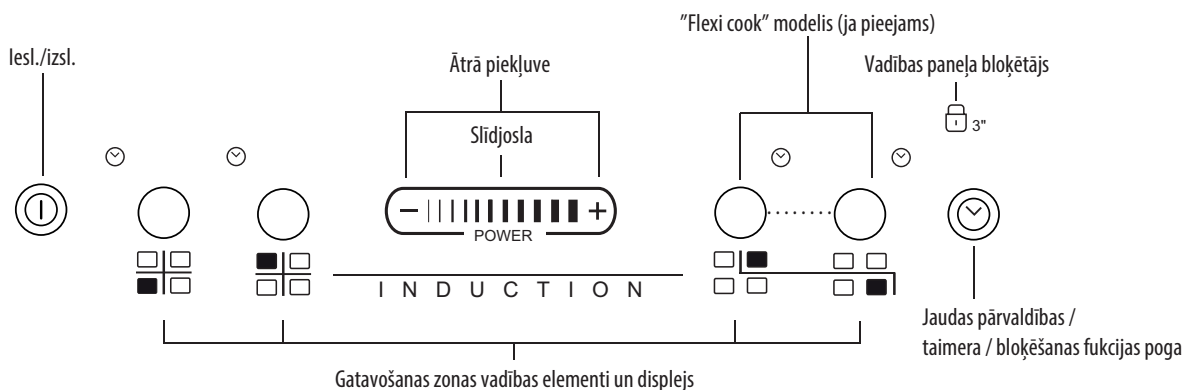 "Flexi cook" modelis (ja pieejams)
Iesl./izsl.
Ātrā piekļuve
Vadības paneļa bloķētājs
Slīdjosla
3"
POWER
INDUCTION
Jaudas pārvaldības /
taimera / bloķēšanas fukcijas poga
Gatavošanas zonas vadības elementi un displejs